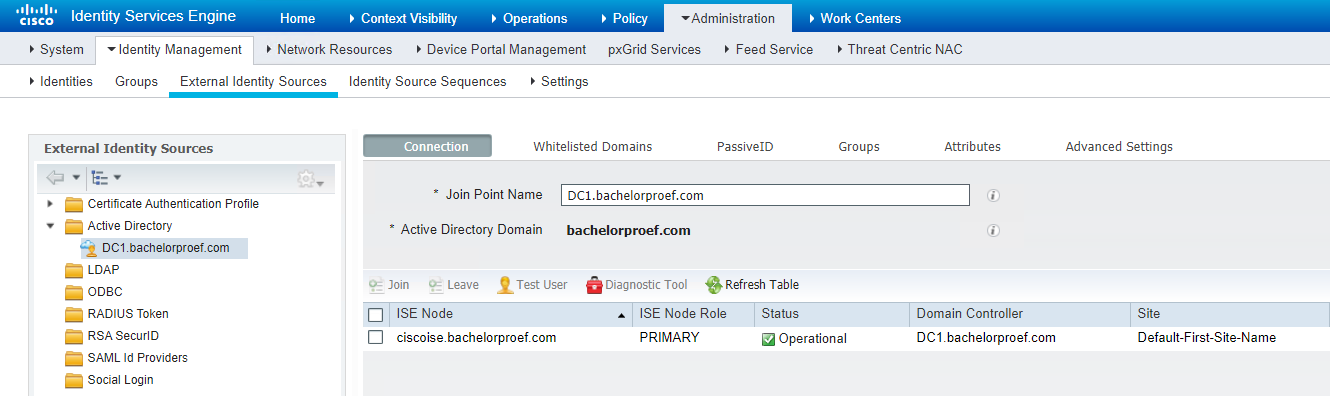 CISCO Identity Services Engine Home Context Visibility Operations Policy Administration Work Centers
System Identity Management Network Resources Device Portal Management pxGrid Services Feed Service Threat Centric NAC
Identities Groups External Identity Sources Identity Source Sequences Settings
External Identity Sources
Certificate Authentication Profile
Active Directory
DC1.bachelorproef.com
LDAP
ODBC
RADIUS Token
RSA SecurID
SAML Id Providers
Social Login
Connection Whitelisted Domains PassiveID Groups Attributes Advanced Settings
* Join Point Name DC1.bachelorproef.com
* Active Directory Domain bachelorproef.com
Join Leave Test User Diagnostic Tool Refresh Table
ISE Node ISE Node Role Status Domain Controller Site
ciscoise.bachelorproef.com PRIMARY Operational DC1.bachelorproef.com Default-First-Site-Name